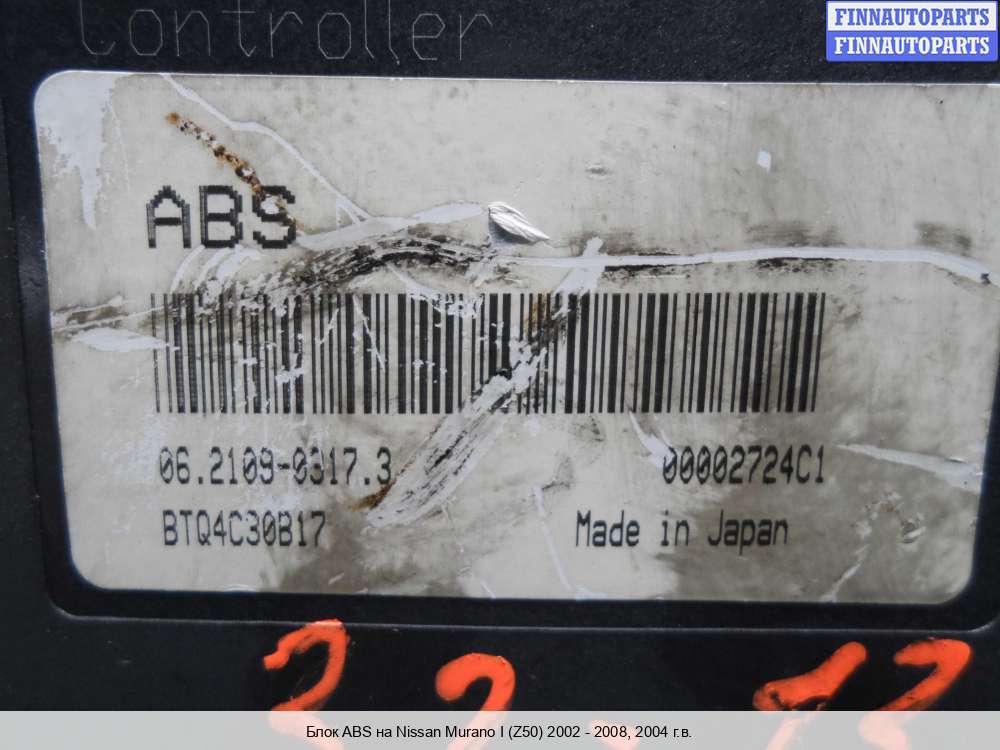 Controller
FINNAUTOPARTS
FINNAUTOPARTS
ABS
06.2109-0317.3 00002724C1
BTQ4C30B17 Made in Japan
Блок ABS на Nissan Murano I (Z50) 2002 - 2008, 2004 г.в.